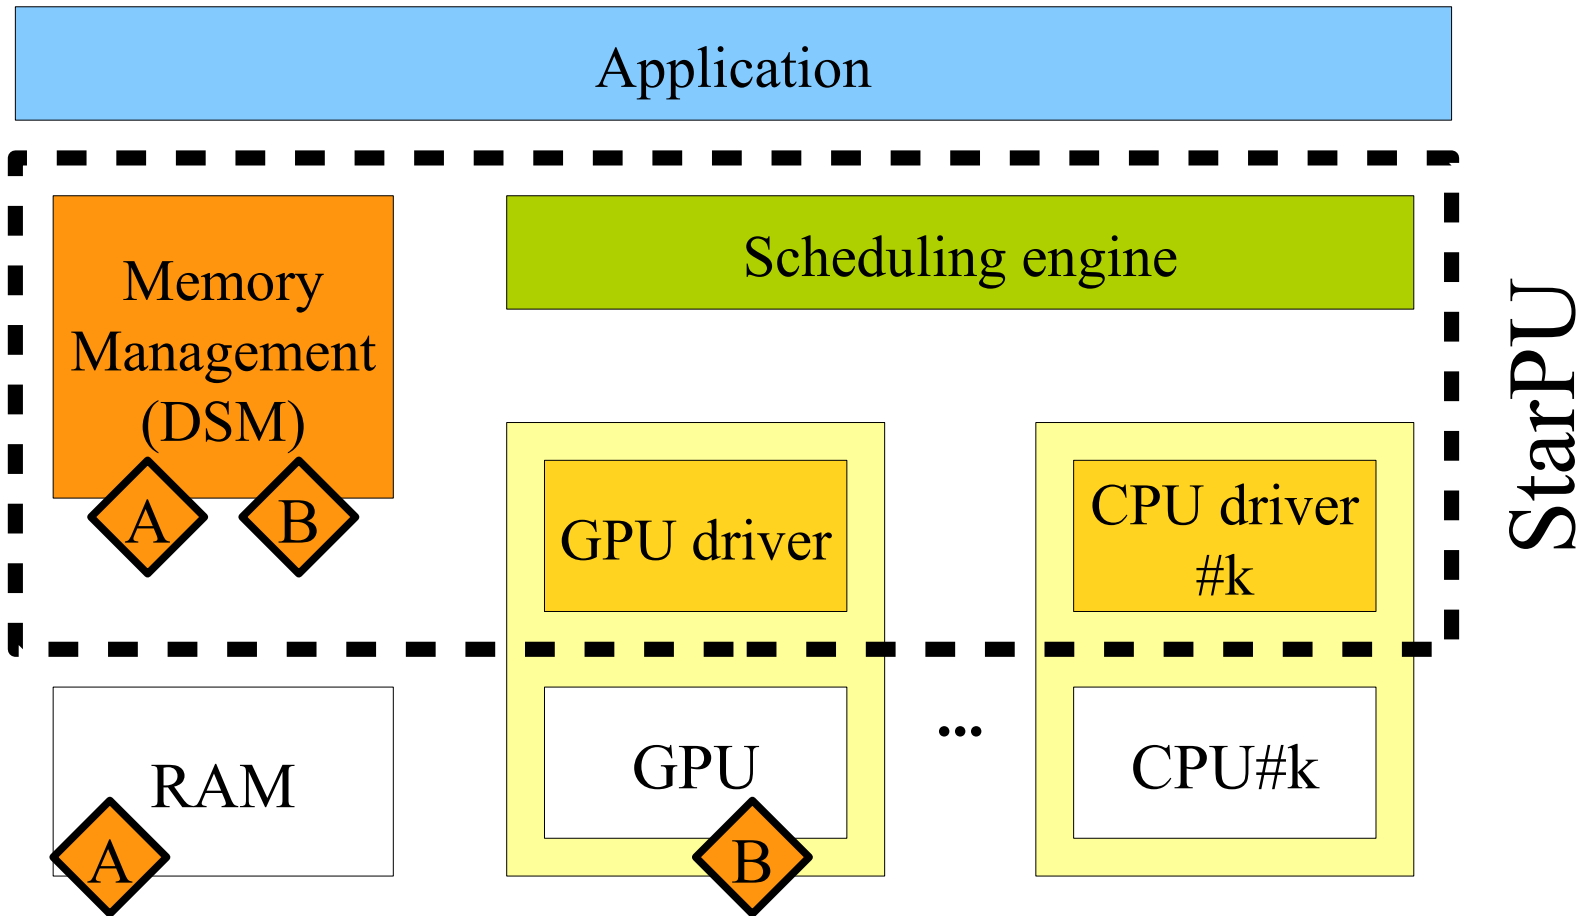 Application
Memory
Management
(DSM)
A
B
Scheduling engine
GPU driver
CPU driver
#k
StarPU
RAM
A
GPU
B
...
CPU#k